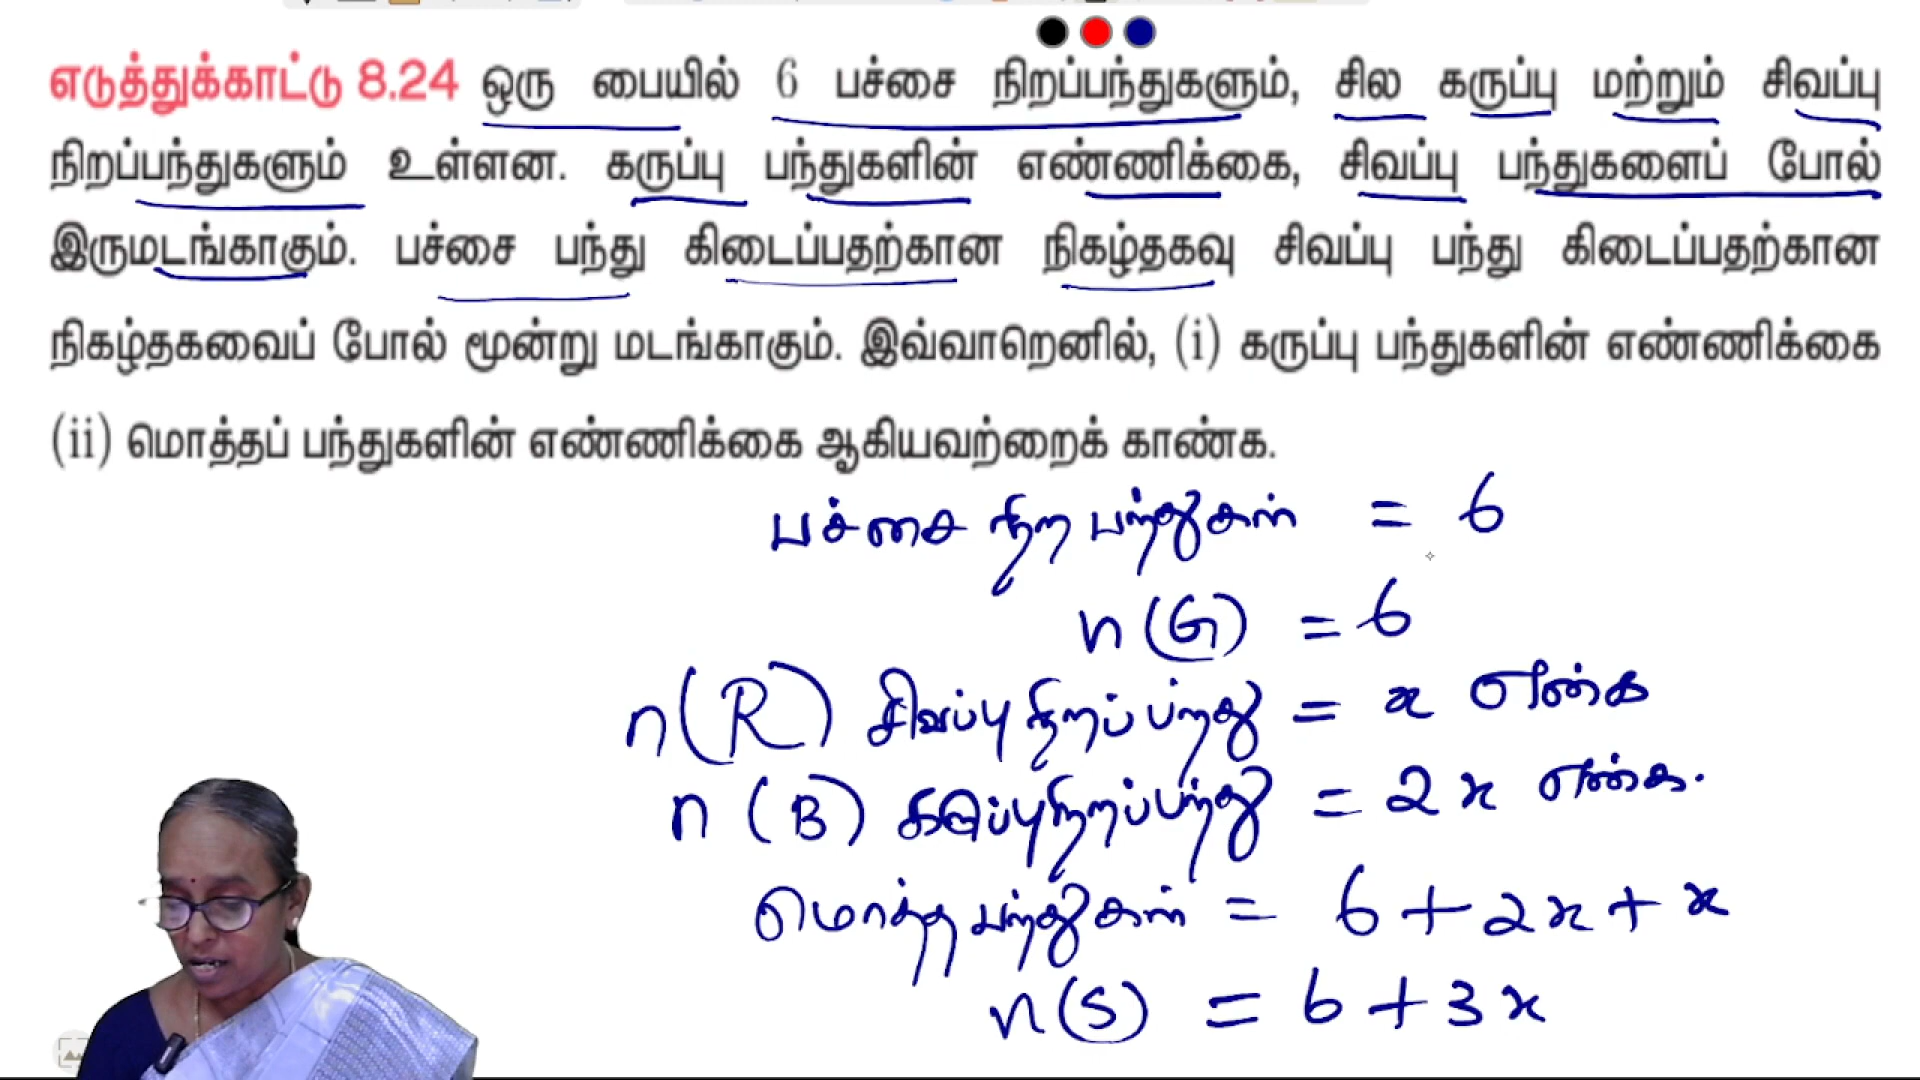 எடுத்துக்காட்டு 8.24 ஒரு பையில் 6 பச்சை நிறப்பந்துகளும், சில கருப்பு மற்றும் சிவப்பு
நிறப்பந்துகளும் உள்ளன. கருப்பு பந்துகளின் எண்ணிக்கை, சிவப்பு பந்துகளைப் போல்
இருமடங்காகும். பச்சை பந்து கிடைப்பதற்கான நிகழ்தகவு சிவப்பு பந்து கிடைப்பதற்கான
நிகழ்தகவைப் போல் மூன்று மடங்காகும். இவ்வாறெனில், (i) கருப்பு பந்துகளின் எண்ணிக்கை
(ii) மொத்தப் பந்துகளின் எண்ணிக்கை ஆகியவற்றைக் காண்க.
பச்சை நிற பந்துகள் = 6
n(G) = 6
n(R) சிவப்பு நிறப் பந்து = x என்க
n(B) கருப்பு நிறப் பந்து = 2x என்க.
மொத்த பந்துகள் = 6 + 2x + x
n(S) = 6 + 3x